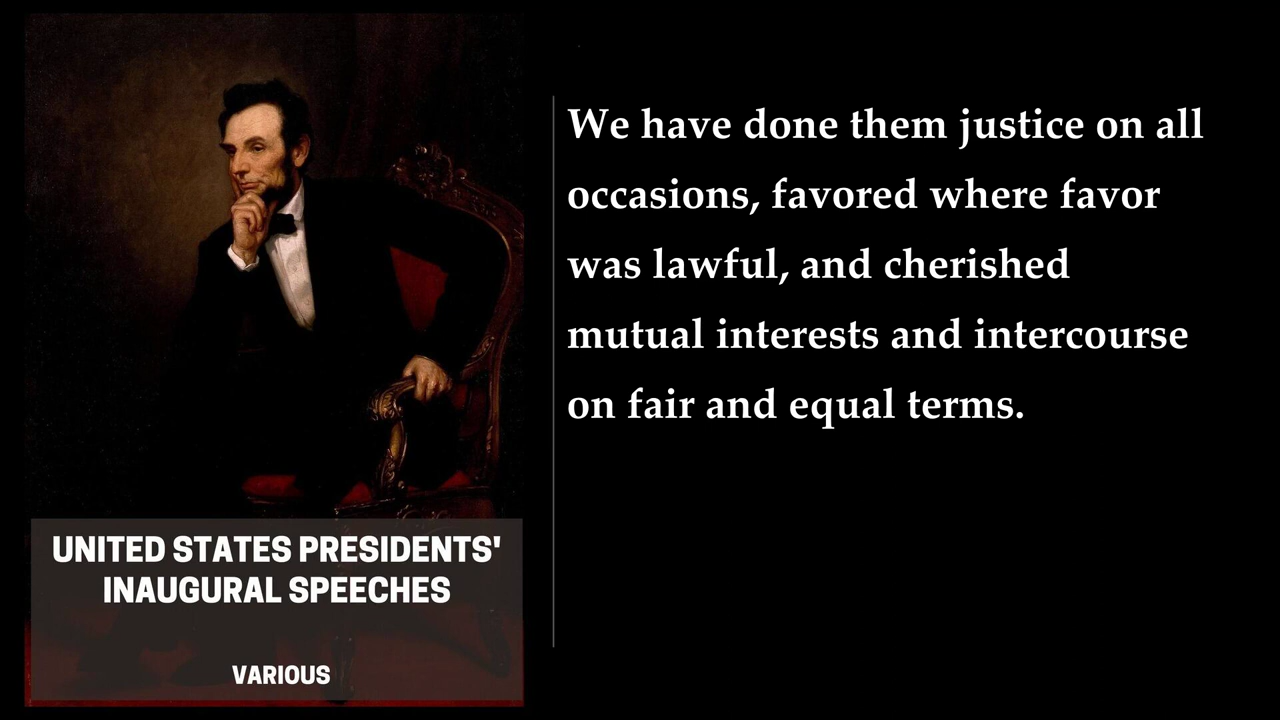 We have done them justice on all
occasions, favored where favor
was lawful, and cherished
mutual interests and intercourse
on fair and equal terms.
UNITED STATES PRESIDENTS'
INAUGURAL SPEECHES
VARIOUS